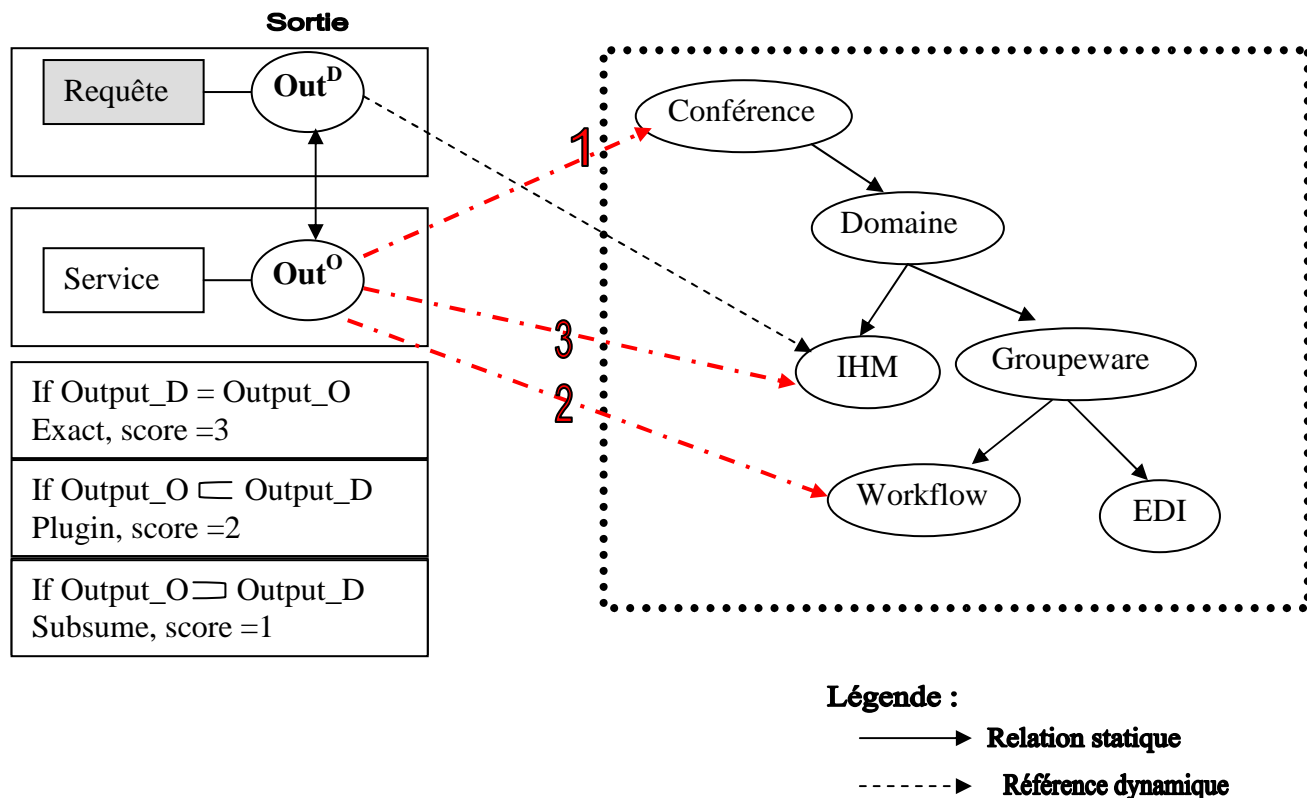 Sortie
Requête
Out^D
Service
Out^O
If Output_D = Output_O
Exact, score =3
If Output_O ⊏ Output_D
Plugin, score =2
If Output_O ⊐ Output_D
Subsume, score =1
1
3
2
Conférence
Domaine
IHM
Groupeware
Workflow
EDI
Légende :
Relation statique
Référence dynamique